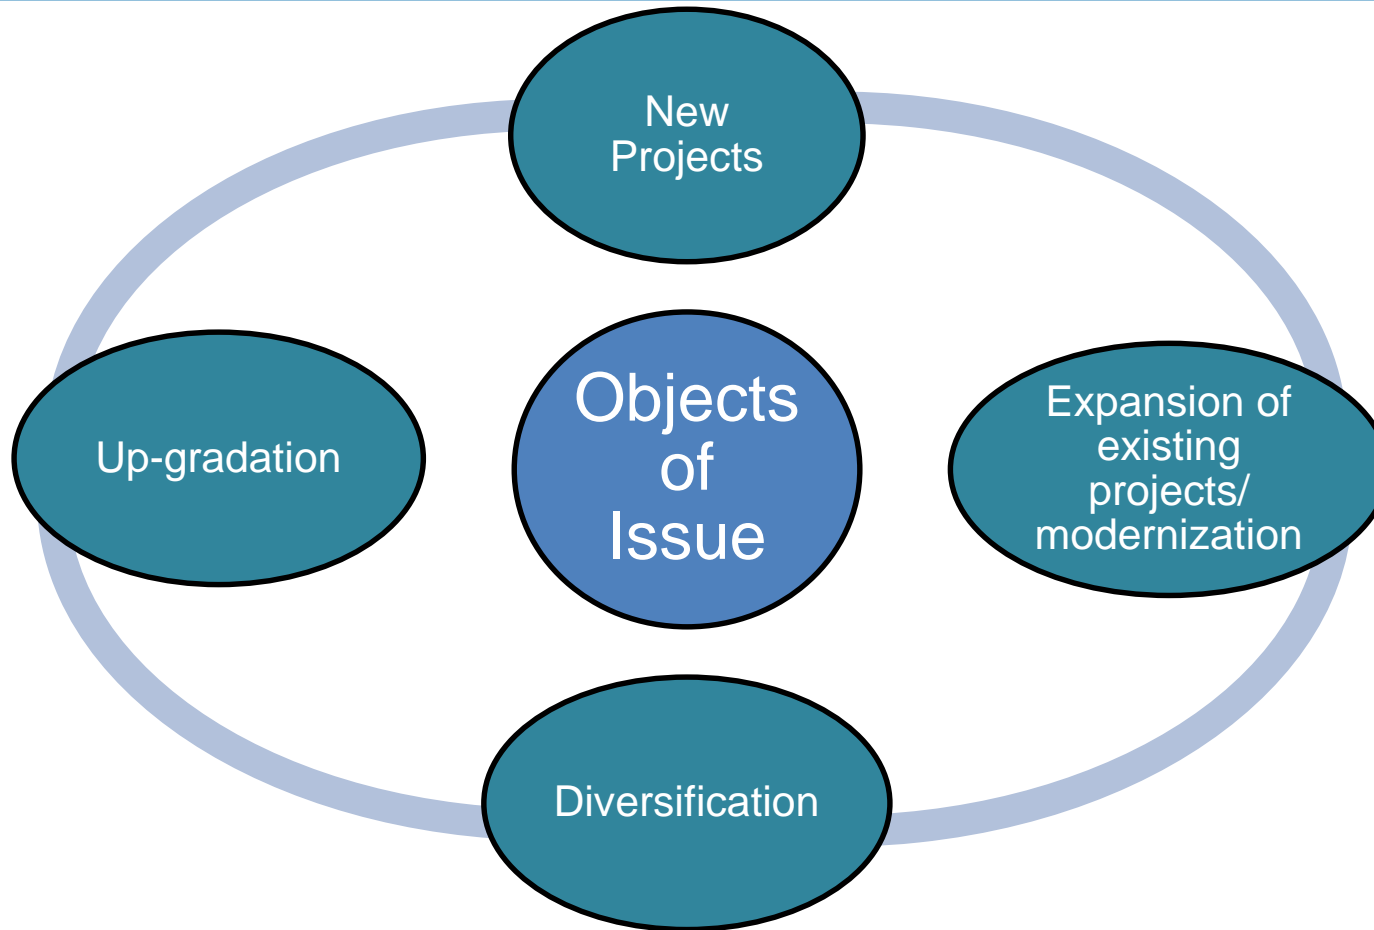 New
Projects
Objects
of
Issue
Up-gradation
Expansion of
existing
projects/
modernization
Diversification